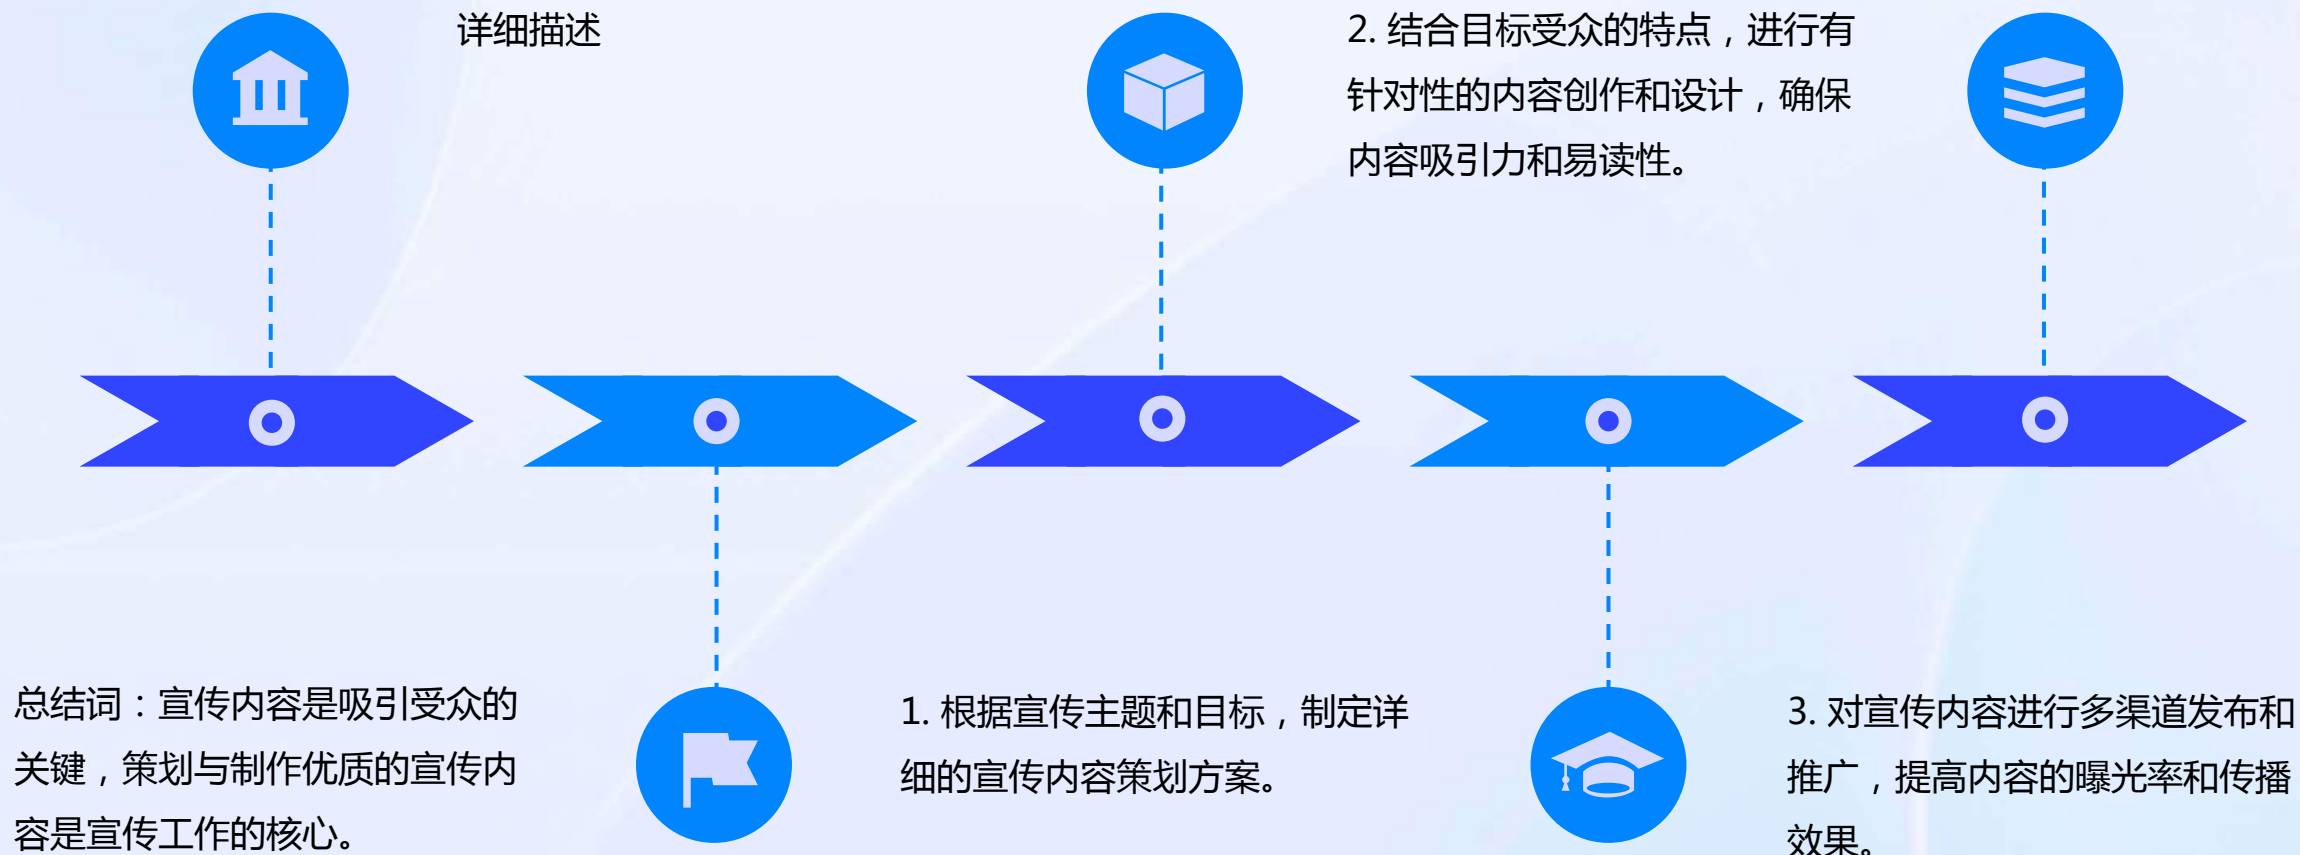 总结词：宣传内容是吸引受众的
关键，策划与制作优质的宣传内
容是宣传工作的核心。
详细描述
1. 根据宣传主题和目标，制定详
细的宣传内容策划方案。
2. 结合目标受众的特点，进行有
针对性的内容创作和设计，确保
内容吸引力和易读性。
3. 对宣传内容进行多渠道发布和
推广，提高内容的曝光率和传播
效果。